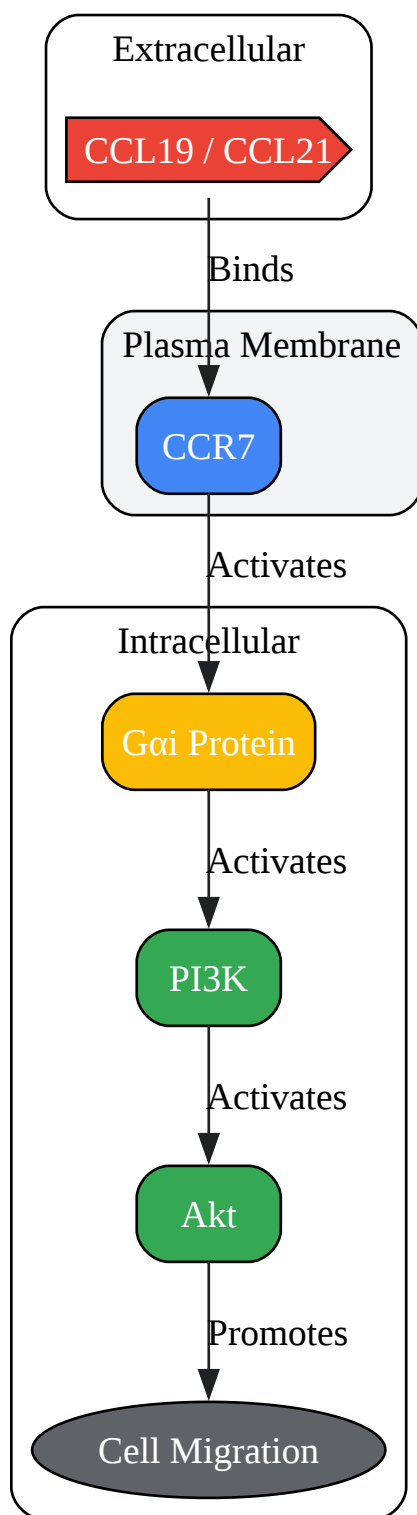 Extracellular
CCL19 / CCL21
Binds
Plasma Membrane
CCR7
Activates
Intracellular
Gαi Protein
Activates
PI3K
Activates
Akt
Promotes
Cell Migration